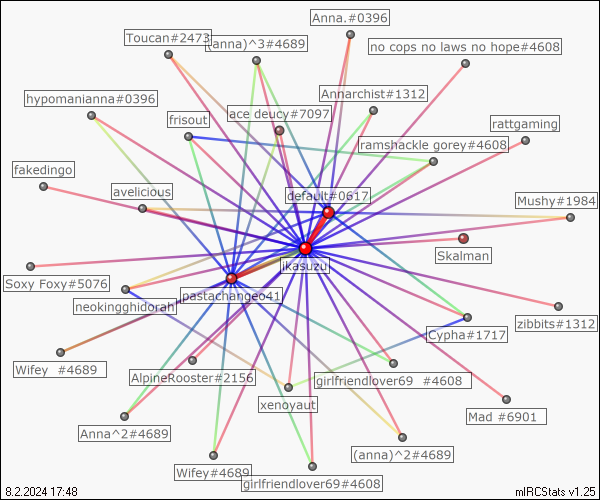 Anna.#0396
Toucan#2473
(anna)^3#4689
no cops no laws no hope#4608
hypomanianna#0396
Annarchist#1312
frisout
ace deucy#7097
ramshackle gorey#4608
rattgaming
fakedingo
avelicious
default#0617
Mushy#1984
Skalman
ikasuzu
Soxy Foxy#5076
pastachangeo41
neokingghidorah
zibbits#1312
Cypha#1717
Wifey #4689
AlpineRooster#2156
girlfriendlover69 #4608
xenoyaut
Mad #6901
Anna^2#4689
(anna)^2#4689
Wifey#4689
girlfriendlover69#4608
8.2.2024 17:48
mIRCStats v1.25